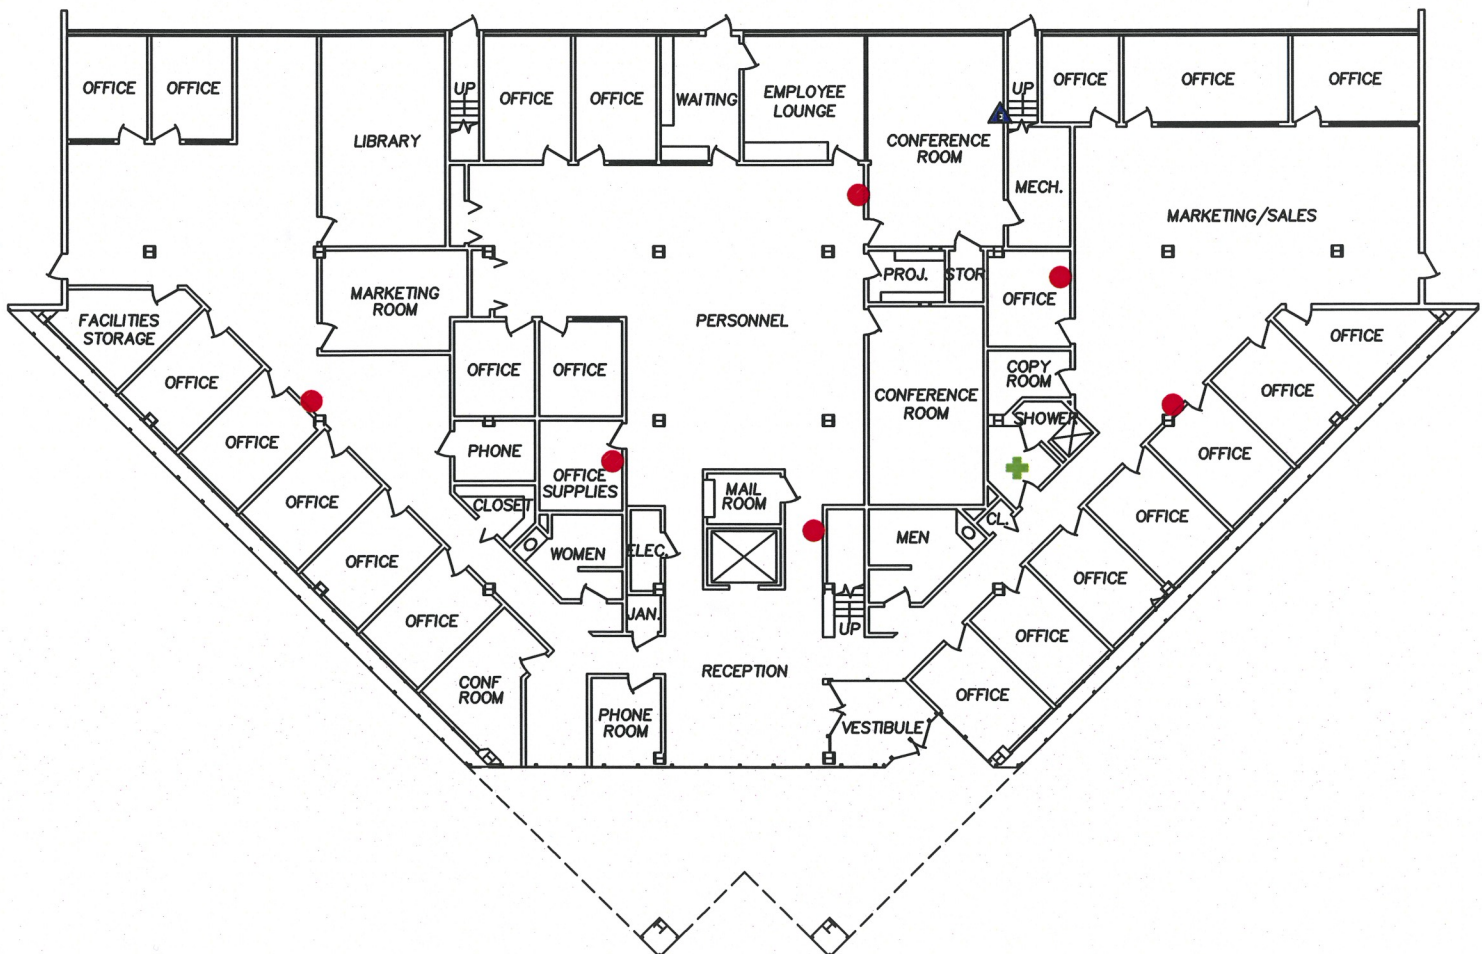 OFFICE
OFFICE
LIBRARY
UP
OFFICE
OFFICE
WAITING
EMPLOYEE
LOUNGE
CONFERENCE
ROOM
UP
MECH.
OFFICE
OFFICE
OFFICE
MARKETING/SALES
FACILITIES
STORAGE
MARKETING
ROOM
PERSONNEL
PROJ.
STOR
OFFICE
OFFICE
OFFICE
OFFICE
OFFICE
CONFERENCE
ROOM
COPY
ROOM
SHOWER
OFFICE
OFFICE
OFFICE
PHONE
OFFICE
SUPPLIES
CLOSET
MAIL
ROOM
CL.
OFFICE
OFFICE
OFFICE
WOMEN
ELEC.
MEN
OFFICE
OFFICE
JAN.
UP
OFFICE
CONF
ROOM
RECEPTION
OFFICE
PHONE
ROOM
VESTIBULE